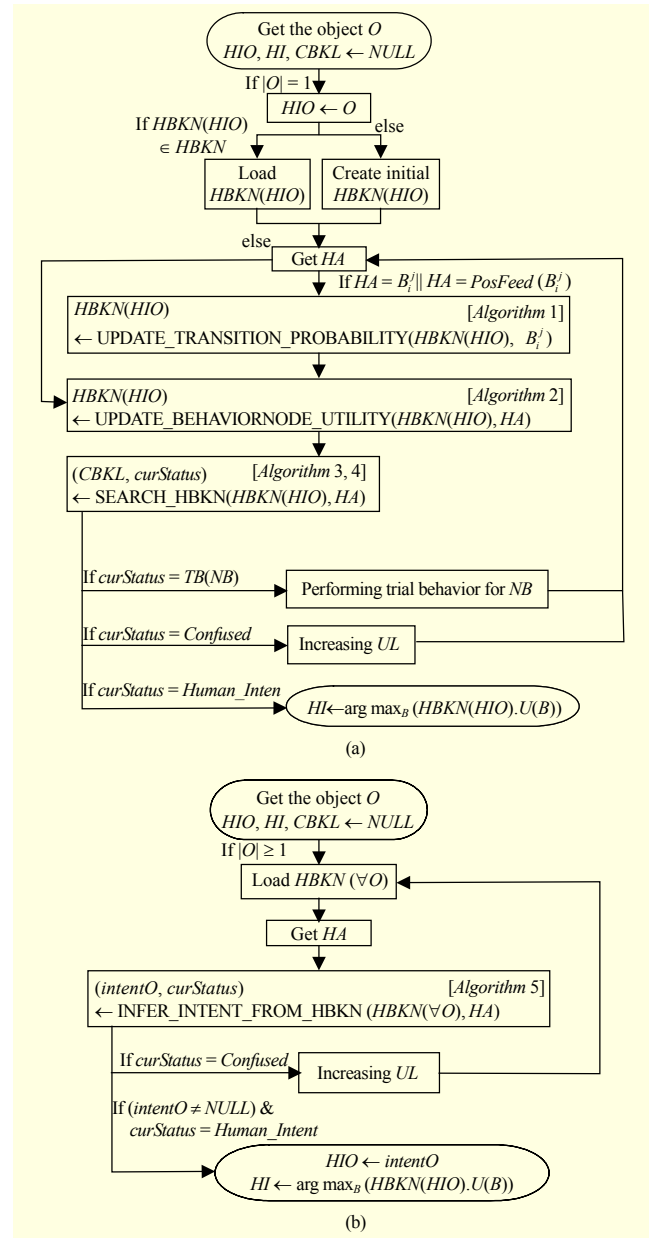 Get the object O
HIO, HI, CBKL ← NULL
If |O| = 1
HIO ← O
If HBKN(HIO)
∈ HBKN
else
Load
HBKN(HIO)
Create initial
HBKN(HIO)
else
Get HA
If HA = B_i^j || HA = PosFeed (B_i^j)
HBKN(HIO) [Algorithm 1]
← UPDATE_TRANSITION_PROBABILITY(HBKN(HIO), B_i^j)
HBKN(HIO) [Algorithm 2]
← UPDATE_BEHAVIORNODE_UTILITY(HBKN(HIO), HA)
(CBKL, curStatus) [Algorithm 3, 4]
← SEARCH_HBKN(HBKN(HIO), HA)
If curStatus = TB(NB)
Performing trial behavior for NB
If curStatus = Confused
Increasing UL
If curStatus = Human_Inten
HI←arg max_B (HBKN(HIO).U(B))
(a)
Get the object O
HIO, HI, CBKL ← NULL
If |O| ≥ 1
Load HBKN (∀O)
Get HA
(intentO, curStatus) [Algorithm 5]
← INFER_INTENT_FROM_HBKN (HBKN(∀O), HA)
If curStatus = Confused
Increasing UL
If (intentO ≠ NULL) &
curStatus = Human_Intent
HIO ← intentO
HI ← arg max_B (HBKN(HIO).U(B))
(b)